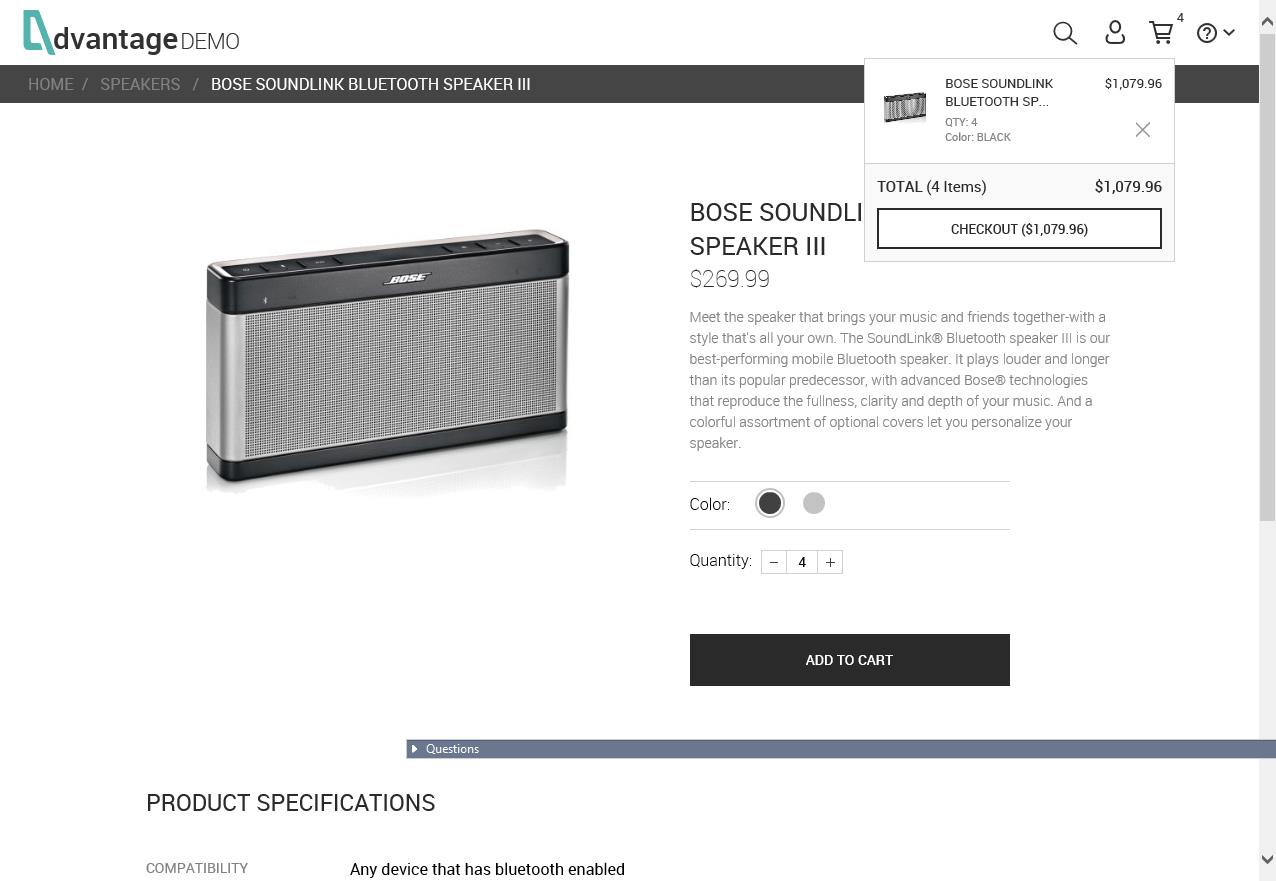 dvantage DEMO
4
HOME / SPEAKERS / BOSE SOUNDLINK BLUETOOTH SPEAKER III
BOSE SOUNDLINK
BLUETOOTH SP...
$1,079.96
QTY: 4
Color: BLACK
TOTAL (4 Items) $1,079.96
CHECKOUT ($1,079.96)
BOSE
BOSE SOUNDLI
SPEAKER III
$269.99
Meet the speaker that brings your music and friends together-with a
style that's all your own. The SoundLink® Bluetooth speaker III is our
best-performing mobile Bluetooth speaker. It plays louder and longer
than its popular predecessor, with advanced Bose® technologies
that reproduce the fullness, clarity and depth of your music. And a
colorful assortment of optional covers let you personalize your
speaker.
Color:
Quantity: − 4 +
ADD TO CART
Questions
PRODUCT SPECIFICATIONS
COMPATIBILITY Any device that has bluetooth enabled